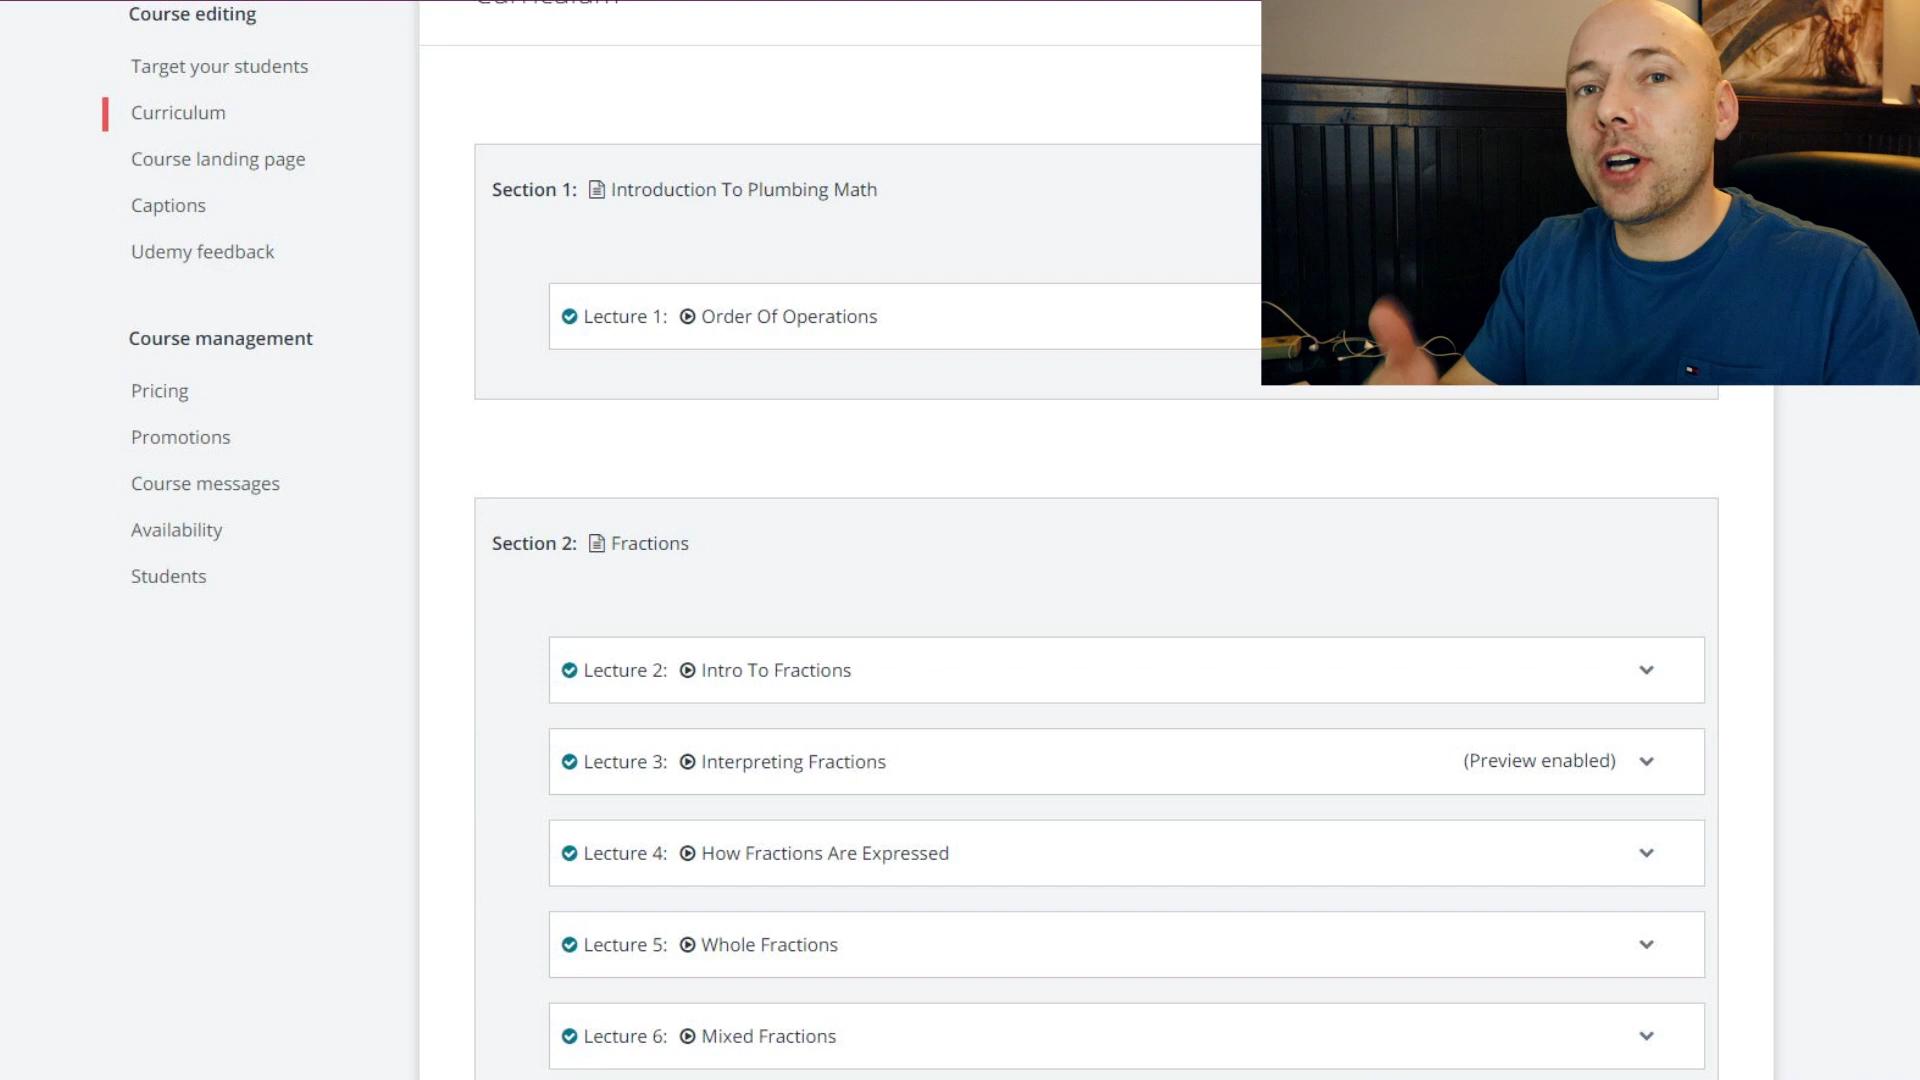 Course editing
Target your students
Curriculum
Course landing page
Captions
Udemy feedback
Course management
Pricing
Promotions
Course messages
Availability
Students
Section 1: Introduction To Plumbing Math
Lecture 1: Order Of Operations
Section 2: Fractions
Lecture 2: Intro To Fractions
Lecture 3: Interpreting Fractions (Preview enabled)
Lecture 4: How Fractions Are Expressed
Lecture 5: Whole Fractions
Lecture 6: Mixed Fractions